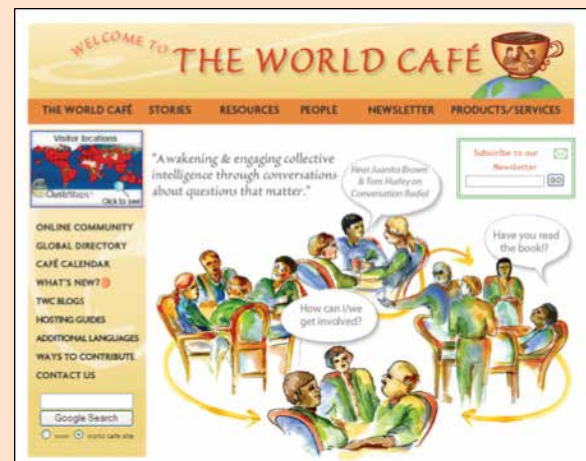 WELCOME TO THE WORLD CAFÉ
THE WORLD CAFÉ STORIES RESOURCES PEOPLE NEWSLETTER PRODUCTS/SERVICES
Visitor locations
ClustrMaps
Click to see
ONLINE COMMUNITY
GLOBAL DIRECTORY
CAFÉ CALENDAR
WHAT'S NEW?
TWC BLOGS
HOSTING GUIDES
ADDITIONAL LANGUAGES
WAYS TO CONTRIBUTE
CONTACT US
Google Search
www world cafe site
"Awakening & engaging collective
intelligence through conversations
about questions that matter."
Hear Juanita Brown
& Tom Hurley on
Conversation Radio!
Subscribe to our
Newsletter
GO
Have you read
the book!?
How can I/we
get involved?